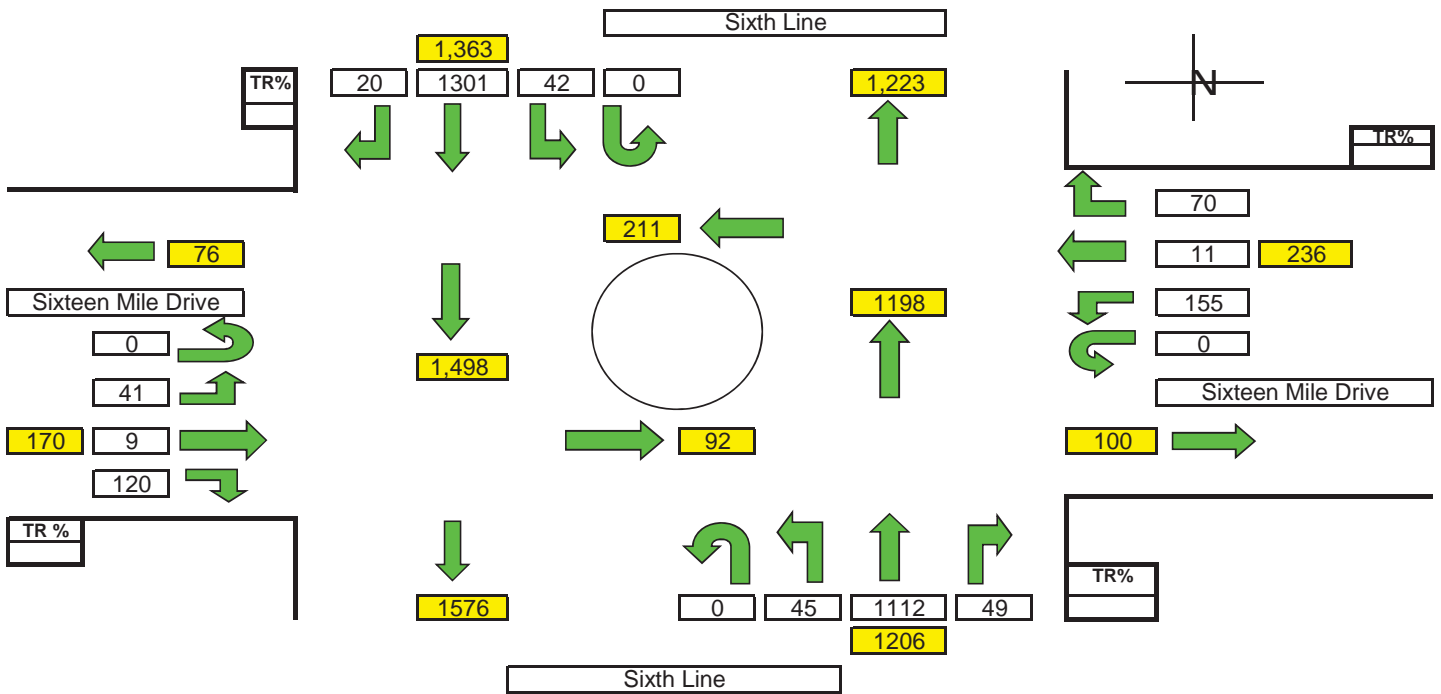 Sixth Line
1,363
TR% 20 1301 42 0 1,223 N
TR%
70
211
76 11 236
Sixteen Mile Drive 1198 155
0 0
1,498
41 Sixteen Mile Drive
170 9 92 100
120
TR %
TR%
1576 0 45 1112 49
1206
Sixth Line